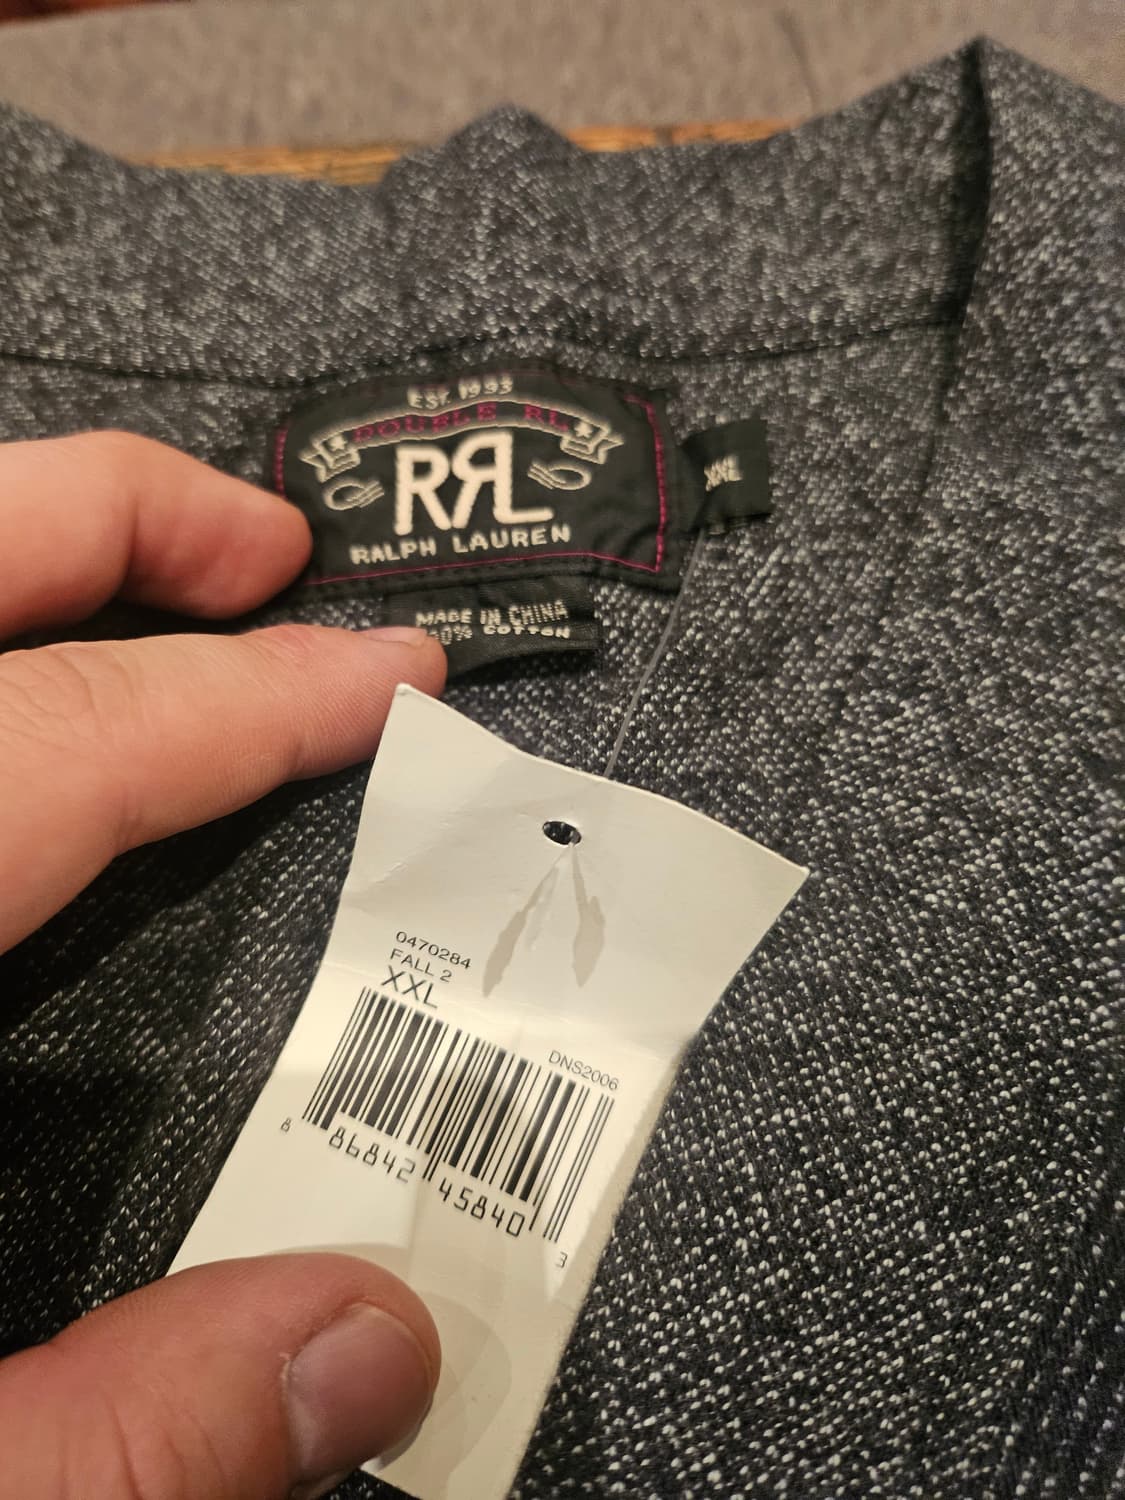 EST. 1993
DOUBLE RL
RRL
RALPH LAUREN
XXL
MADE IN CHINA
COTTON
0470284
FALL 2
XXL
DNS2006
8 86842 45840 3